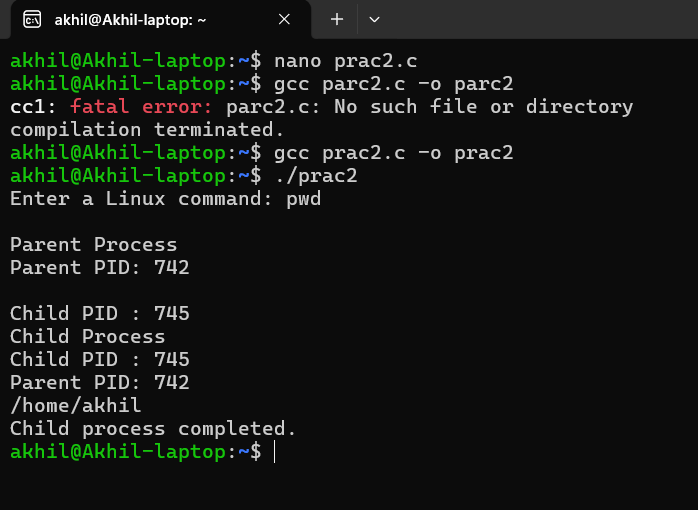 akhil@Akhil-laptop: ~
akhil@Akhil-laptop:~$ nano prac2.c
akhil@Akhil-laptop:~$ gcc parc2.c -o parc2
cc1: fatal error: parc2.c: No such file or directory
compilation terminated.
akhil@Akhil-laptop:~$ gcc prac2.c -o prac2
akhil@Akhil-laptop:~$ ./prac2
Enter a Linux command: pwd
Parent Process
Parent PID: 742
Child PID : 745
Child Process
Child PID : 745
Parent PID: 742
/home/akhil
Child process completed.
akhil@Akhil-laptop:~$